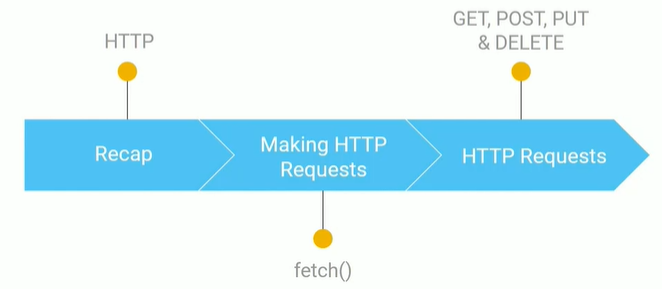 HTTP
GET, POST, PUT
& DELETE
Recap
Making HTTP
Requests
HTTP Requests
fetch()